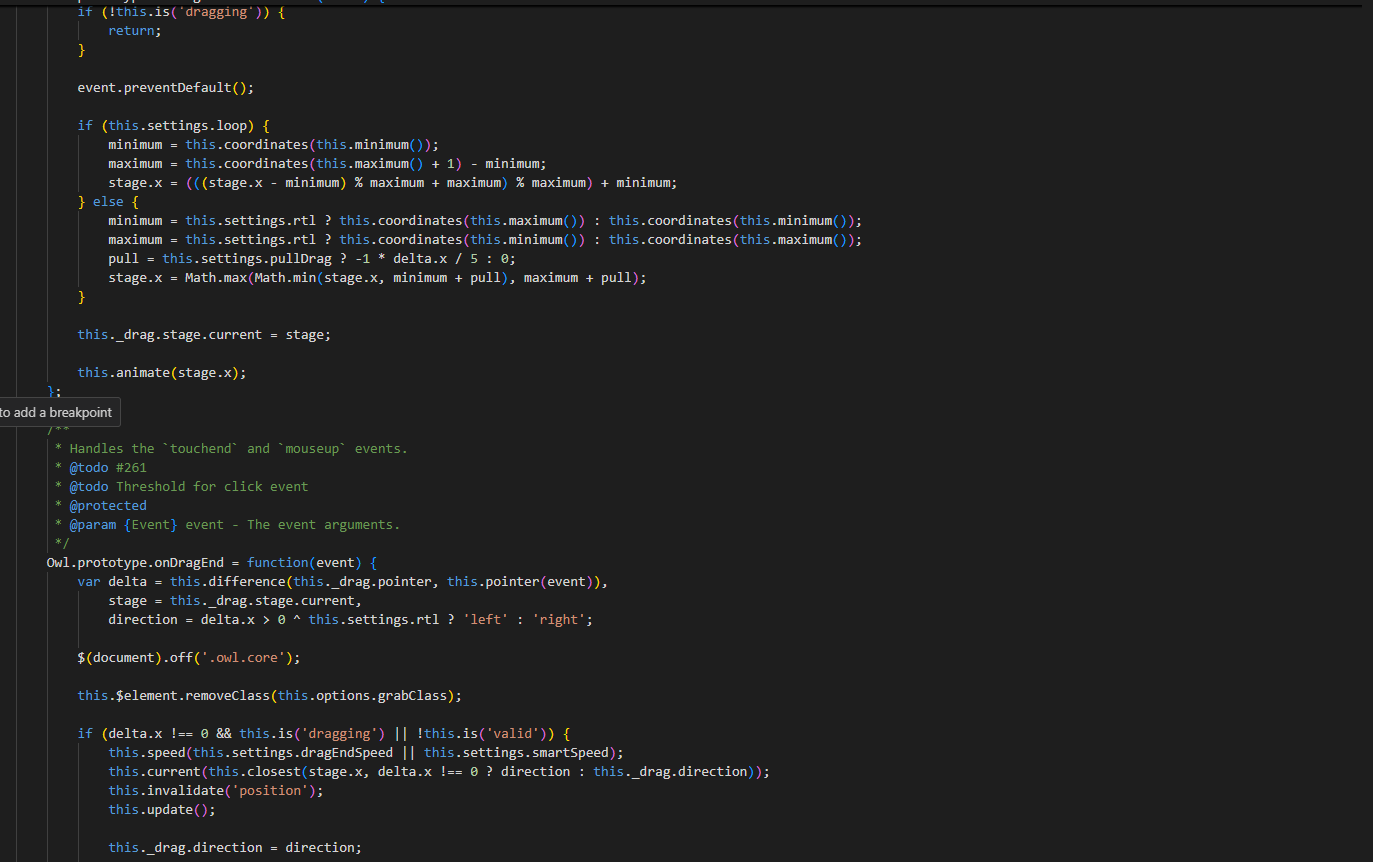 if (!this.is('dragging')) {
return;
}
event.preventDefault();
if (this.settings.loop) {
minimum = this.coordinates(this.minimum());
maximum = this.coordinates(this.maximum() + 1) - minimum;
stage.x = (((stage.x - minimum) % maximum + maximum) % maximum) + minimum;
} else {
minimum = this.settings.rtl ? this.coordinates(this.maximum()) : this.coordinates(this.minimum());
maximum = this.settings.rtl ? this.coordinates(this.minimum()) : this.coordinates(this.maximum());
pull = this.settings.pullDrag ? -1 * delta.x / 5 : 0;
stage.x = Math.max(Math.min(stage.x, minimum + pull), maximum + pull);
}
this._drag.stage.current = stage;
this.animate(stage.x);
};
to add a breakpoint
/**
* Handles the `touchend` and `mouseup` events.
* @todo #261
* @todo Threshold for click event
* @protected
* @param {Event} event - The event arguments.
*/
Owl.prototype.onDragEnd = function(event) {
var delta = this.difference(this._drag.pointer, this.pointer(event)),
stage = this._drag.stage.current,
direction = delta.x > 0 ^ this.settings.rtl ? 'left' : 'right';
$(document).off('.owl.core');
this.$element.removeClass(this.options.grabClass);
if (delta.x !== 0 && this.is('dragging') || !this.is('valid')) {
this.speed(this.settings.dragEndSpeed || this.settings.smartSpeed);
this.current(this.closest(stage.x, delta.x !== 0 ? direction : this._drag.direction));
this.invalidate('position');
this.update();
this._drag.direction = direction;